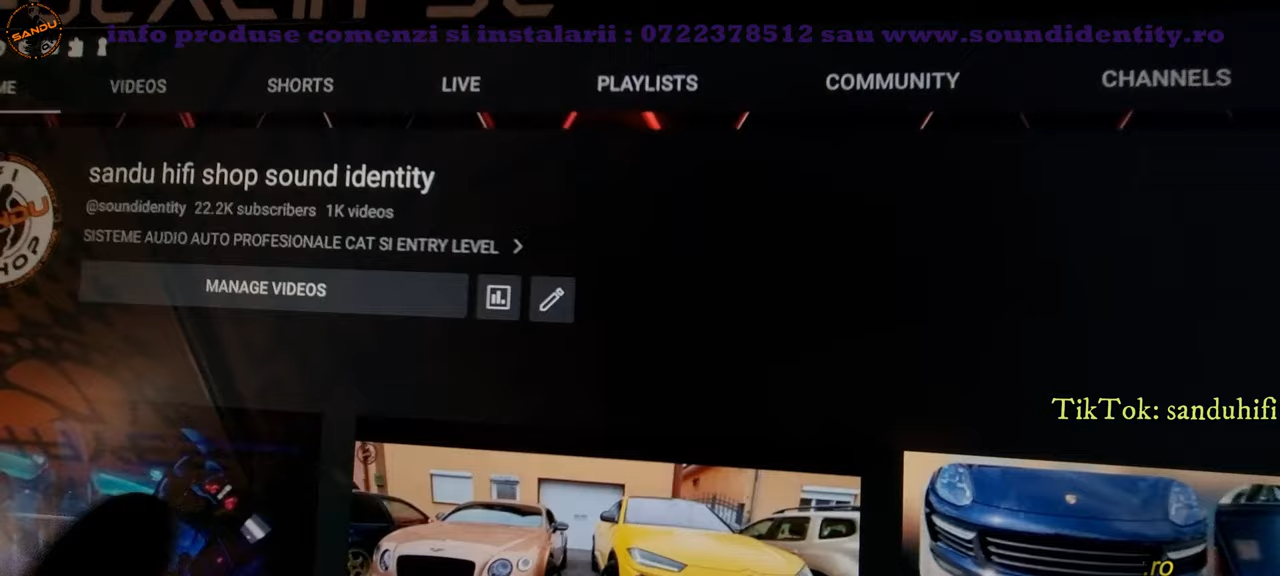 SANDU
info produse comenzi si instalarii : 0722378512 sau www.soundidentity.ro
VIDEOS SHORTS LIVE PLAYLISTS COMMUNITY CHANNELS
sandu hifi shop sound identity
@soundidentity 22.2K subscribers 1K videos
SISTEME AUDIO AUTO PROFESIONALE CAT SI ENTRY LEVEL
MANAGE VIDEOS
TikTok: sanduhifi
.ro